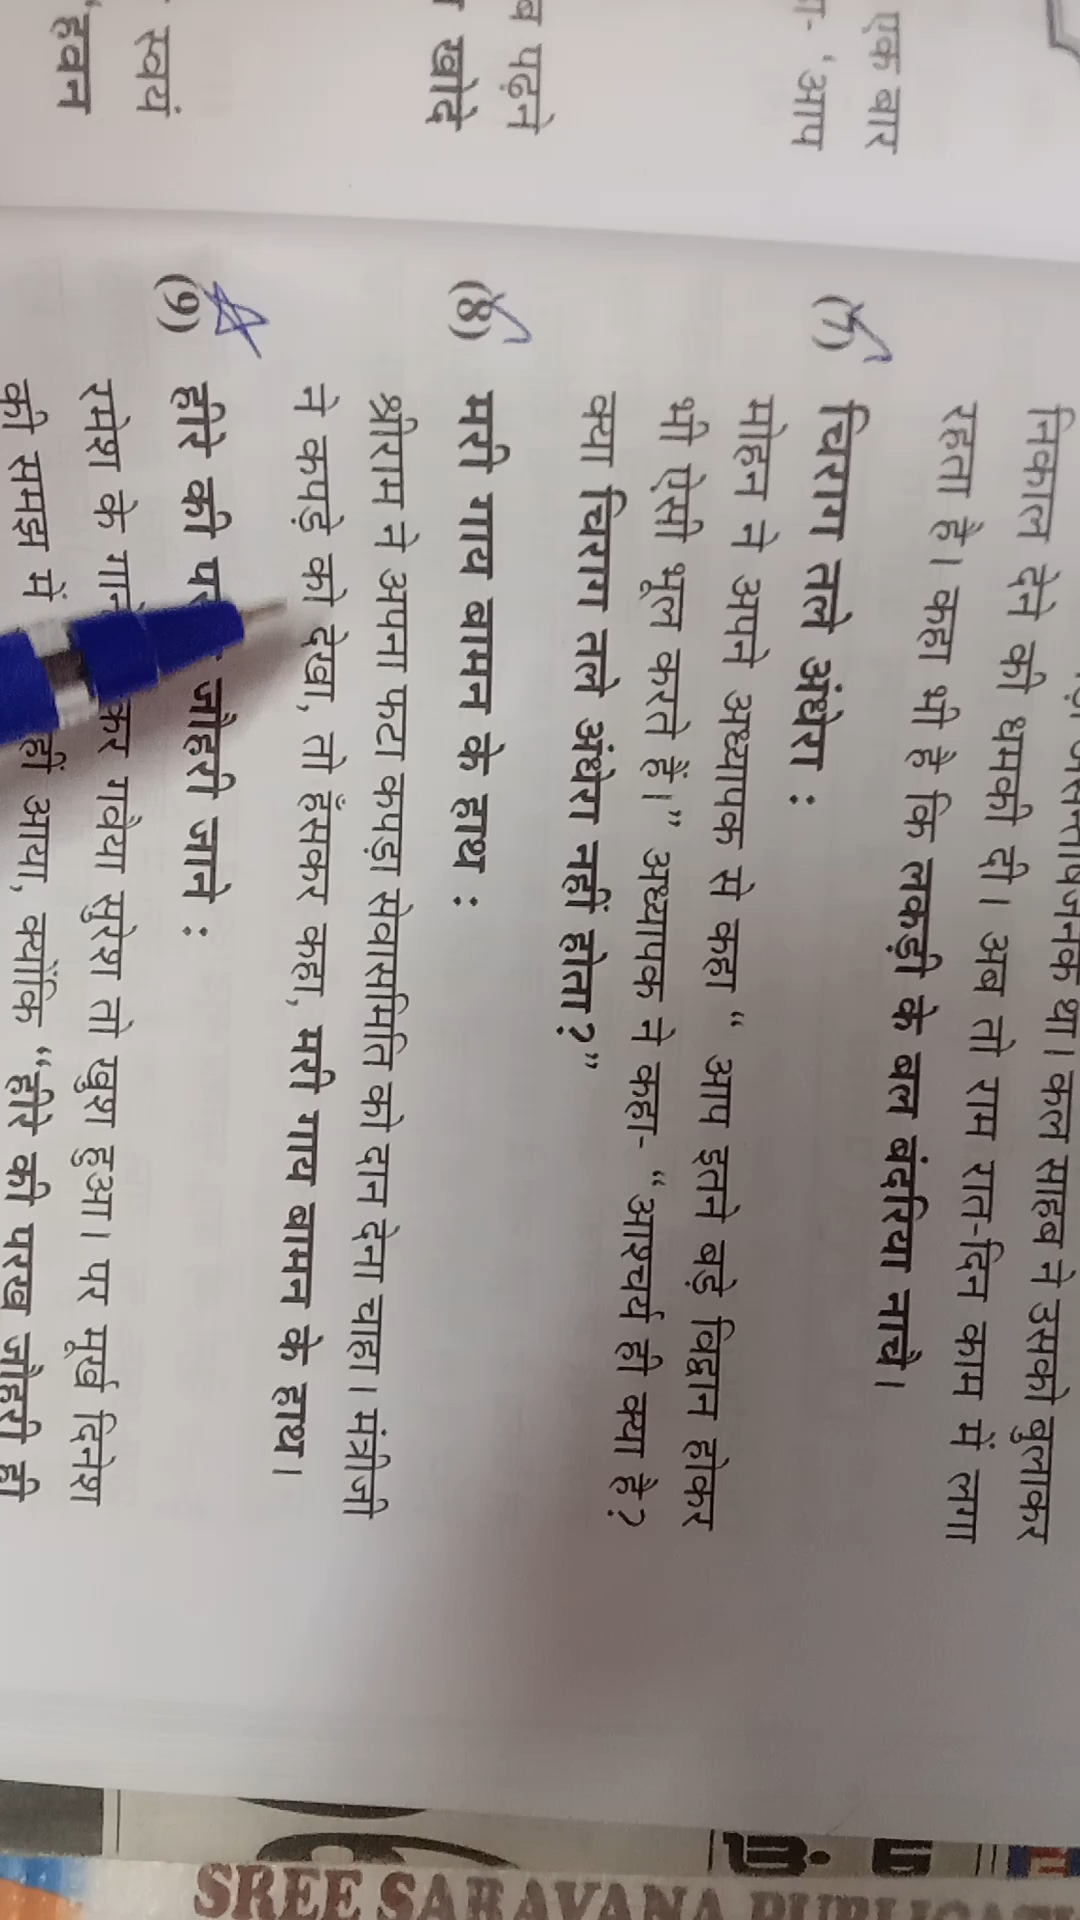 एक बार
'आप
पढ़ने
खोदे
स्वयं
'हवन
था। कल साहब ने उसको बुलाकर
निकाल देने की धमकी दी। अब तो राम रात-दिन काम में लगा
रहता है। कहा भी है कि लकड़ी के बल बंदरिया नाचै।
(7) चिराग तले अंधेरा :
मोहन ने अपने अध्यापक से कहा “ आप इतने बड़े विद्वान होकर
भी ऐसी भूल करते हैं।” अध्यापक ने कहा- “आश्चर्य ही क्या है?
क्या चिराग तले अंधेरा नहीं होता?”
(8) मरी गाय बामन के हाथ :
श्रीराम ने अपना फटा कपड़ा सेवासमिति को दान देना चाहा। मंत्रीजी
ने कपड़े को देखा, तो हँसकर कहा, मरी गाय बामन के हाथ।
(9) हीरे की जौहरी जाने :
रमेश के गवैया सुरेश तो खुश हुआ। पर मूर्ख दिनेश
की समझ में आया, क्योंकि “हीरे की परख जौहरी ही
SREE SARAVANA